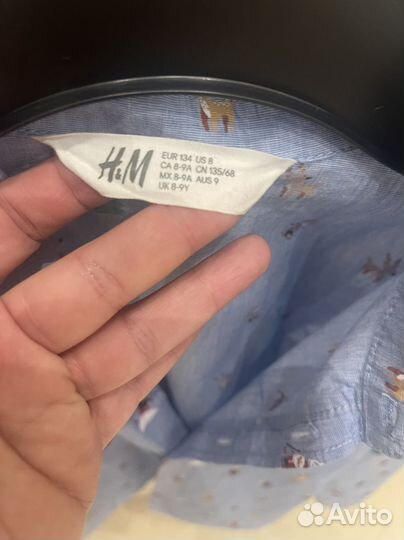 H&M
EUR 134 US 8
CA 8-9A CN 135/68
MX 8-9A AUS 9
UK 8-9Y
Avito